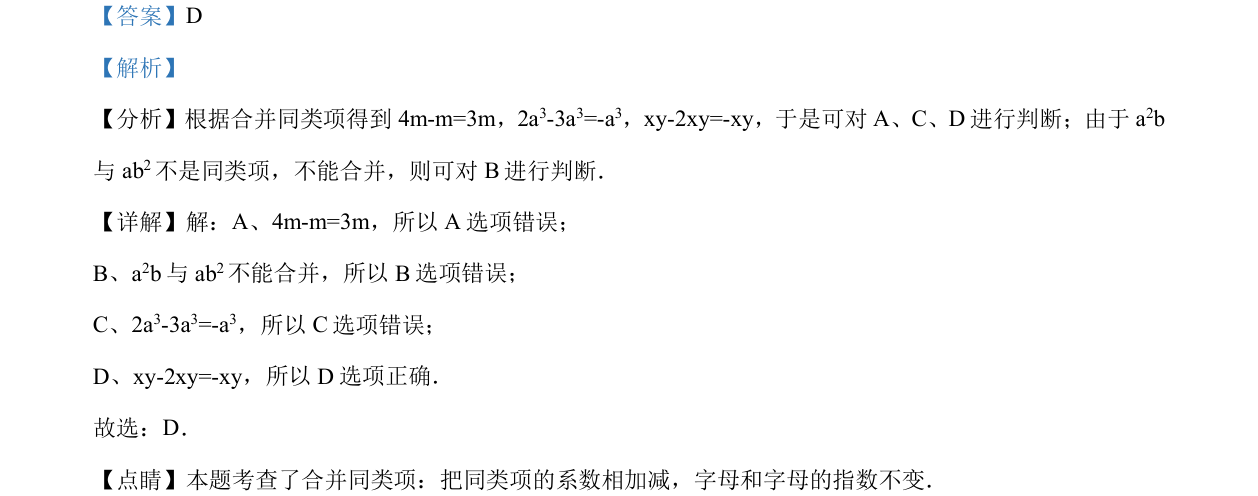 【答案】D
【解析】
【分析】根据合并同类项得到 4m-m=3m，2a³-3a³=-a³，xy-2xy=-xy，于是可对 A、C、D 进行判断；由于 a²b
与 ab² 不是同类项，不能合并，则可对 B 进行判断．
【详解】解：A、4m-m=3m，所以 A 选项错误；
B、a²b 与 ab² 不能合并，所以 B 选项错误；
C、2a³-3a³=-a³，所以 C 选项错误；
D、xy-2xy=-xy，所以 D 选项正确．
故选：D．
【点睛】本题考查了合并同类项：把同类项的系数相加减，字母和字母的指数不变．